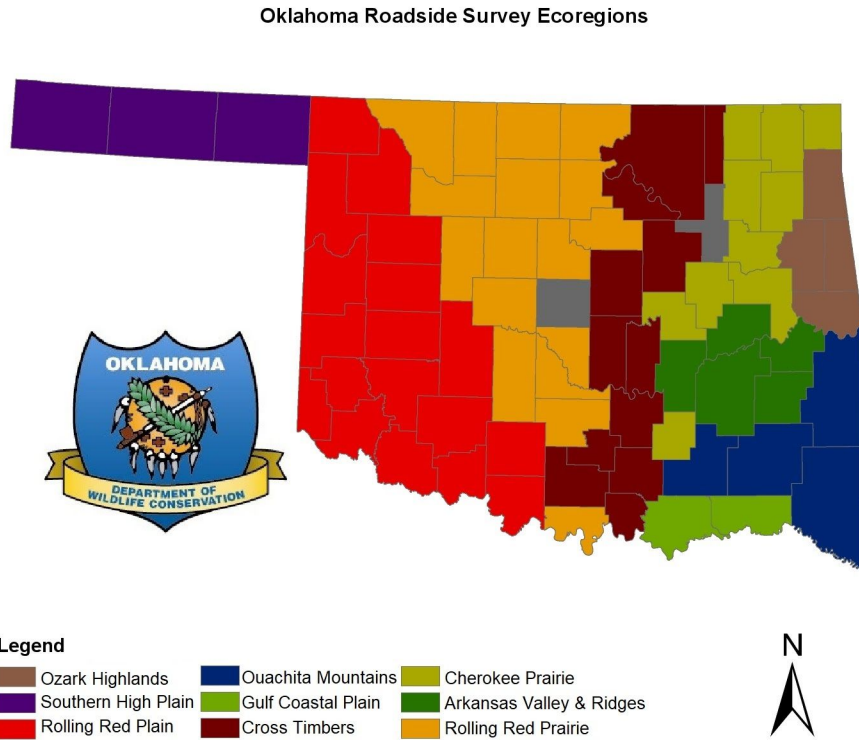 Oklahoma Roadside Survey Ecoregions
OKLAHOMA
DEPARTMENT OF
WILDLIFE CONSERVATION
Legend
Ozark Highlands
Southern High Plain
Rolling Red Plain
Ouachita Mountains
Gulf Coastal Plain
Cross Timbers
Cherokee Prairie
Arkansas Valley & Ridges
Rolling Red Prairie
N